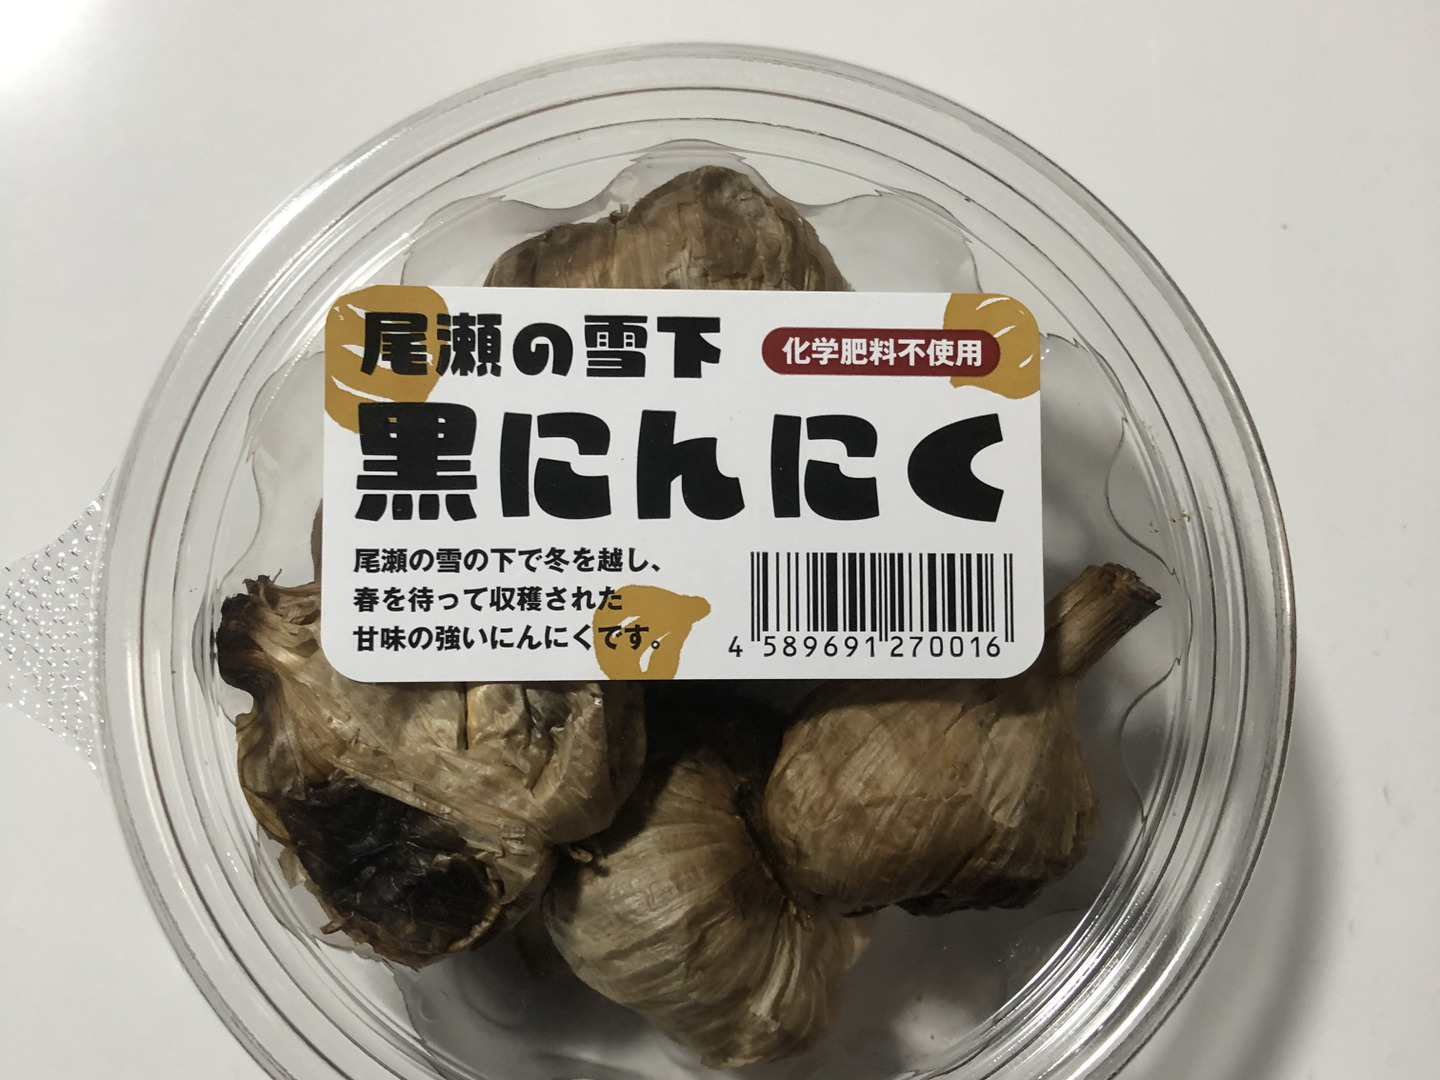 尾瀬の雪下
化学肥料不使用
黒にんにく
尾瀬の雪の下で冬を越し、
春を待って収穫された
甘味の強いにんにくです。
4 589691 270016